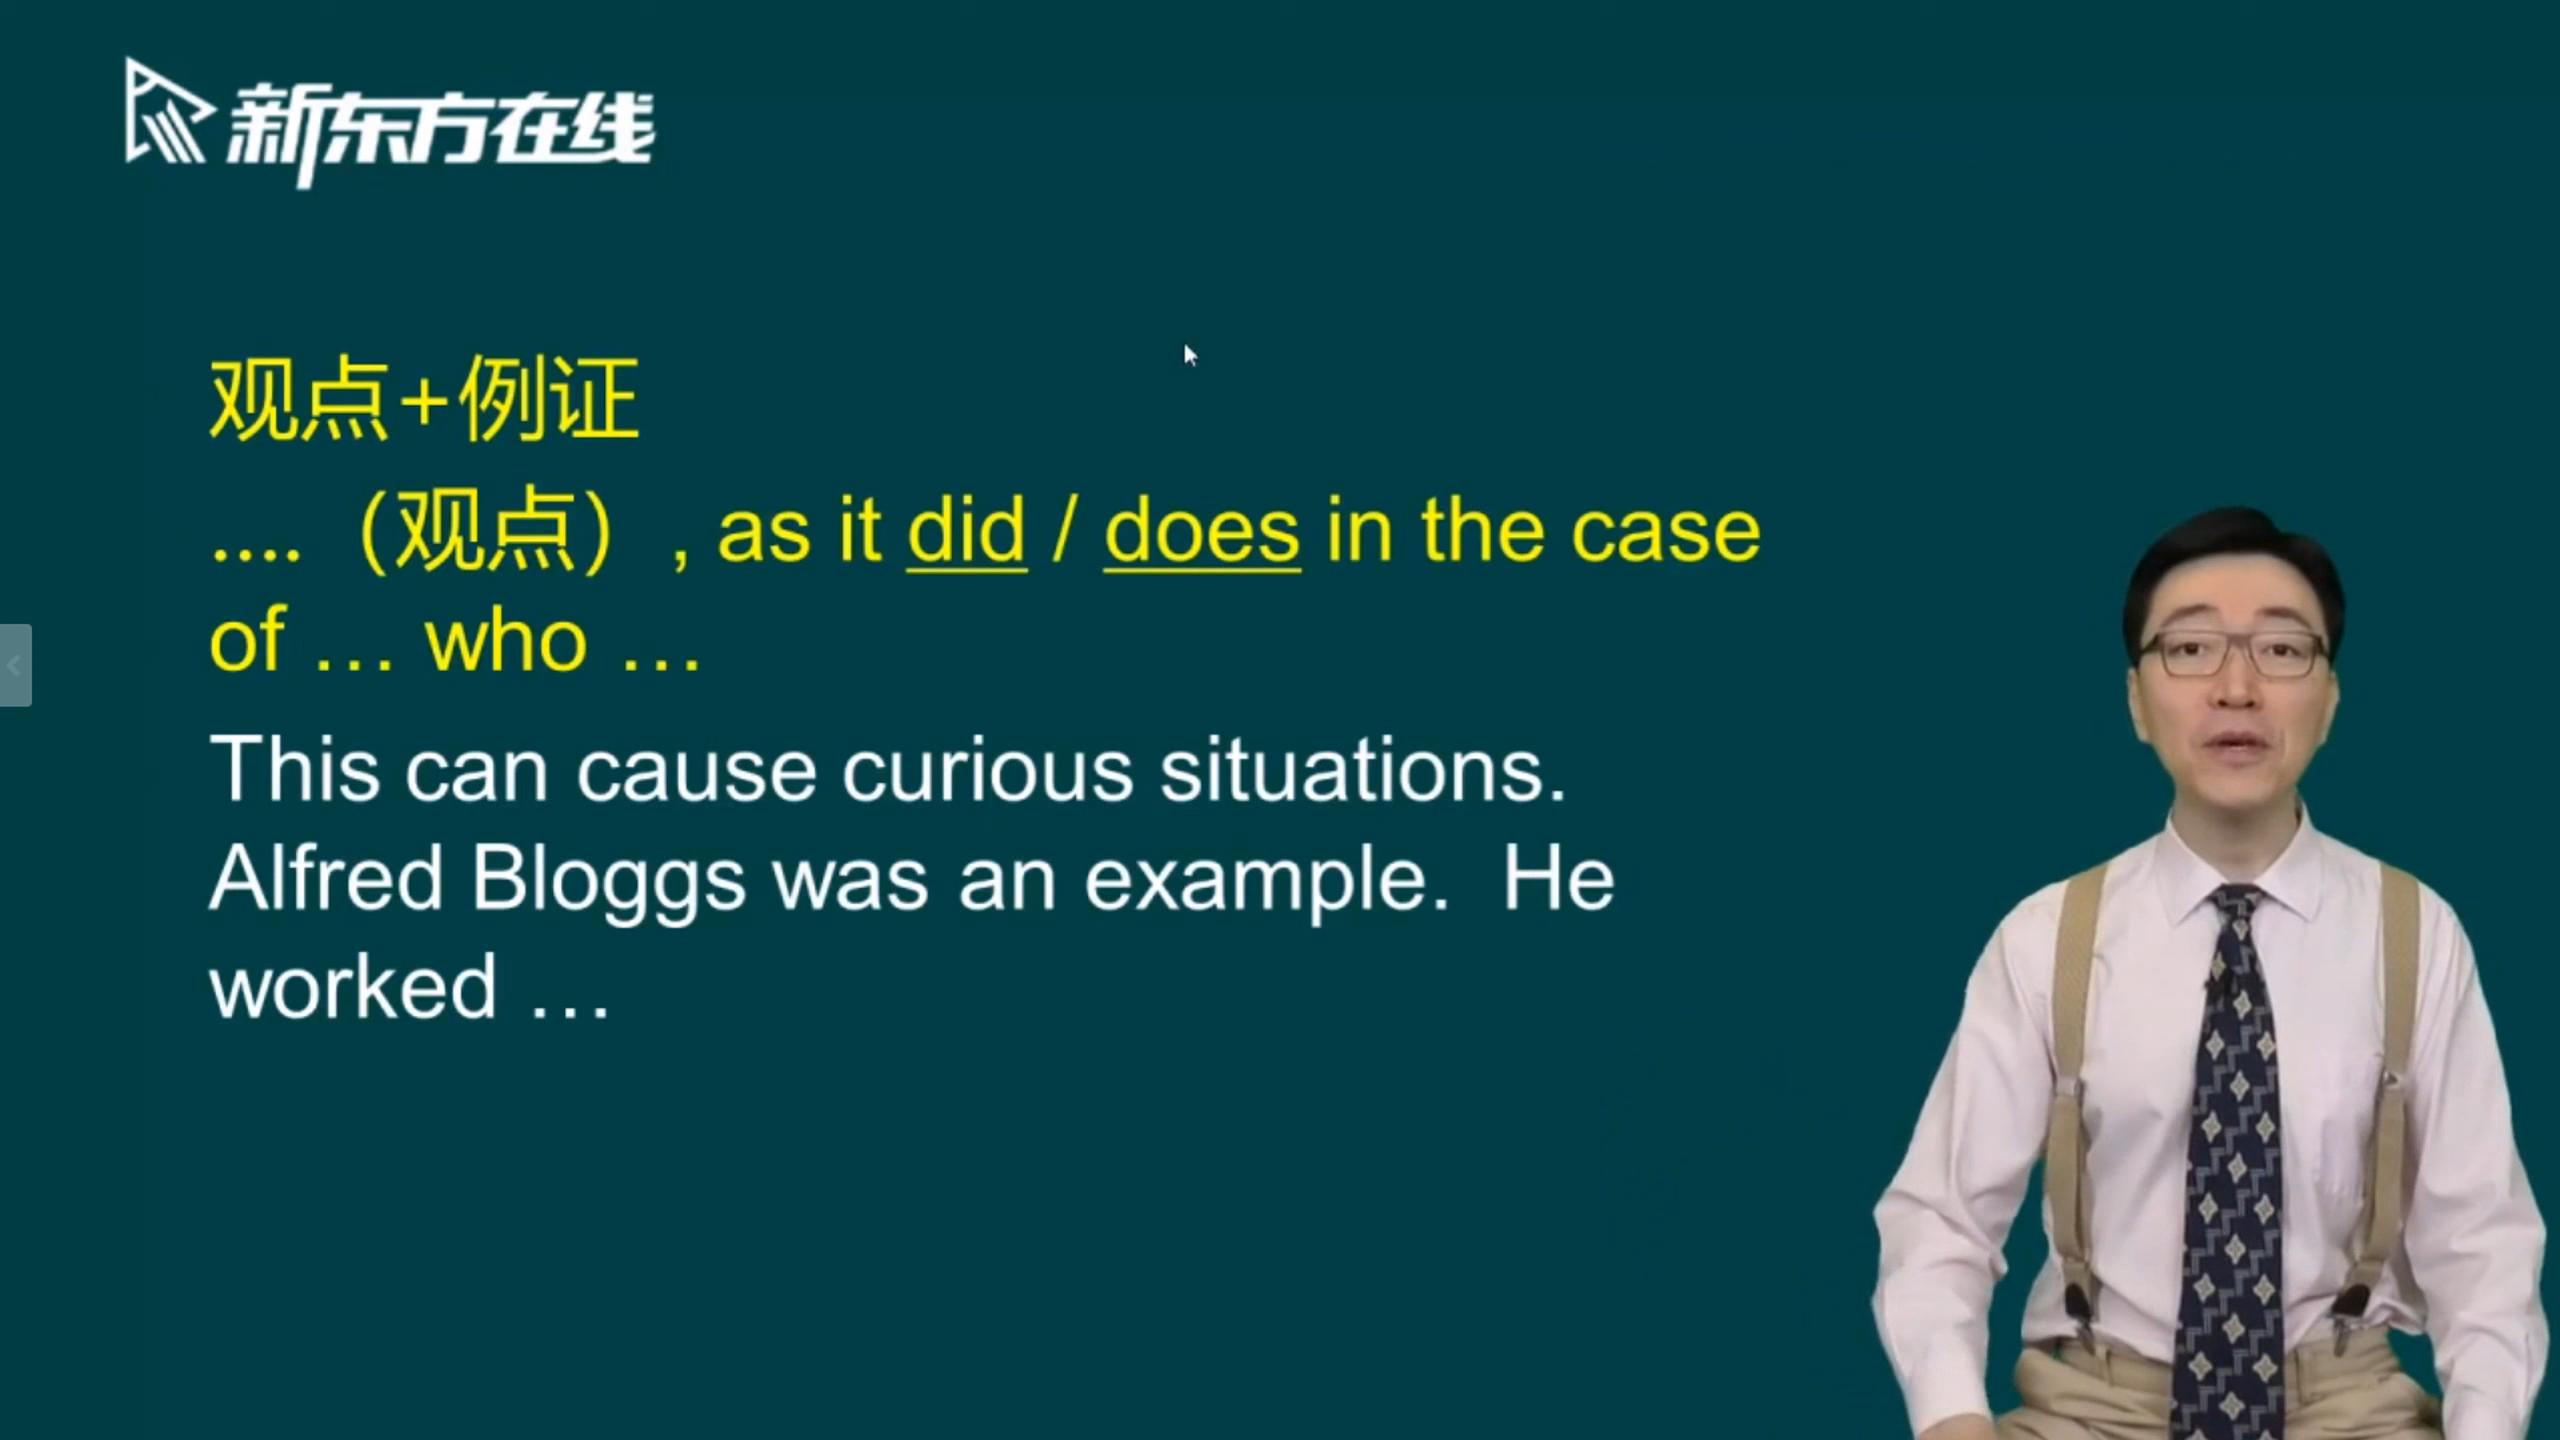 新东方在线
观点+例证
....（观点）, as it did / does in the case
of … who …
This can cause curious situations.
Alfred Bloggs was an example.  He
worked …